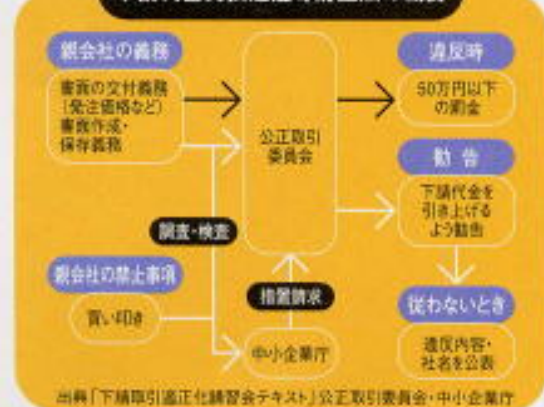 親会社の義務
書面の交付義務
(発注価格など)
書類作成・
保存義務
公正取引
委員会
違反時
50万円以下
の罰金
勧告
下請代金を
引き上げる
よう勧告
調査・検査
親会社の禁止事項
買い叩き
措置請求
中小企業庁
従わないとき
違反内容・
社名を公表
出典「下請取引適正化講習会テキスト」公正取引委員会・中小企業庁